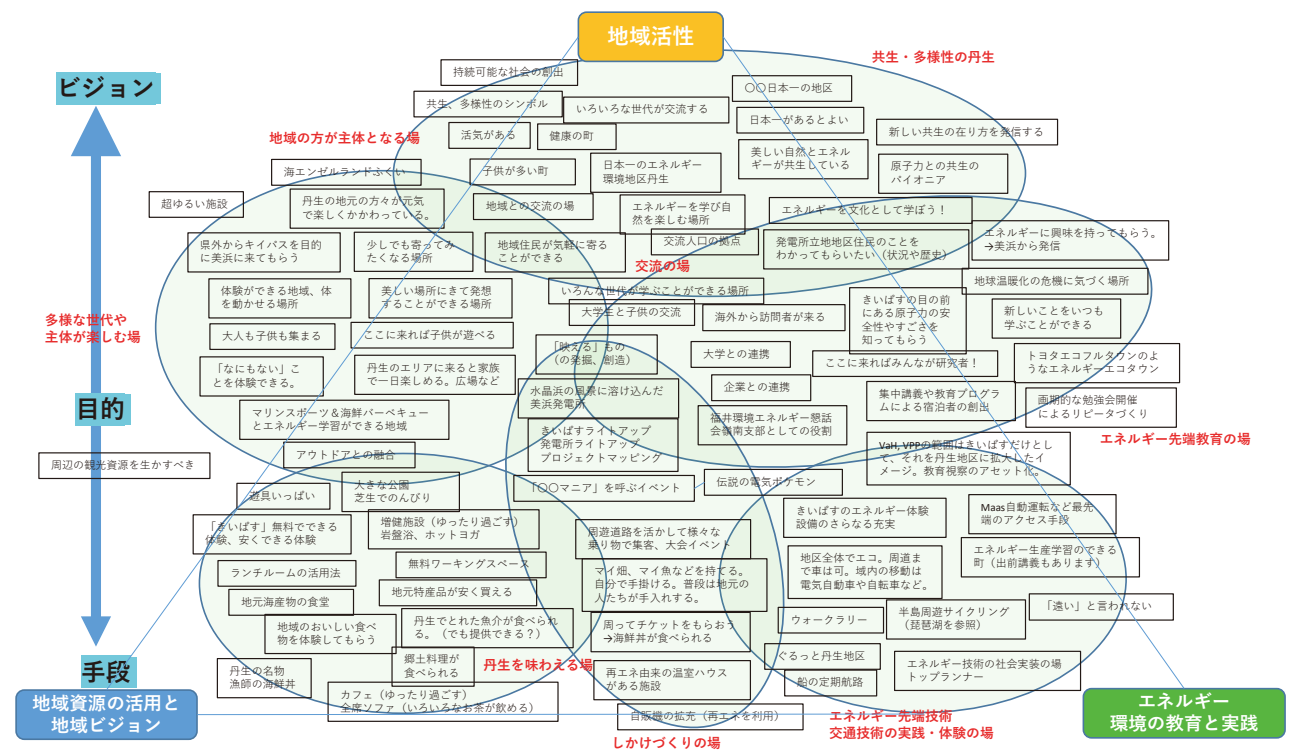 地域活性
共生・多様性の丹生
ビジョン
持続可能な社会の創出
〇〇日本一の地区
共生、多様性のシンボル
いろいろな世代が交流する
日本一があるとよい
地域の方が主体となる場
活気がある
健康の町
新しい共生の在り方を発信する
海エンゼルランドふくい
子供が多い町
日本一のエネルギー
環境地区丹生
美しい自然とエネル
ギーが共生している
原子力との共生の
パイオニア
超ゆるい施設
丹生の地元の方々が元気
で楽しくかかわっている。
地域との交流の場
エネルギーを学び自
然を楽しむ場所
エネルギーを文化として学ぼう！
県外からキイパスを目的
に美浜に来てもらう
少しでも寄ってみ
たくなる場所
地域住民が気軽に寄る
ことができる
交流人口の拠点
発電所立地地区住民のことを
わかってもらいたい（状況や歴史）
エネルギーに興味を持ってもらう。
→美浜から発信
交流の場
体験ができる地域、体
を動かせる場所
美しい場所にきて発想
することができる場所
いろんな世代が学ぶことができる場所
地球温暖化の危機に気づく場所
多様な世代や
主体が楽しむ場
大人も子供も集まる
ここに来れば子供が遊べる
大学生と子供の交流
海外から訪問者が来る
きいぱすの目の前
にある原子力の安
全性やすごさを
知ってもらう
新しいことをいつも
学ぶことができる
「なにもない」こ
とを体験できる。
丹生のエリアに来ると家族
で一日楽しめる。広場など
「映える」もの
（の発掘、創造）
大学との連携
ここに来ればみんなが研究者！
トヨタエコフルタウンのよ
うなエネルギーエコタウン
目的
マリンスポーツ＆海鮮バーベキュー
とエネルギー学習ができる地域
水晶浜の風景に溶け込んだ
美浜発電所
企業との連携
集中講義や教育プログラ
ムによる宿泊者の創出
画期的な勉強会開催
によるリピータづくり
きいぱすライトアップ
発電所ライトアップ
プロジェクトマッピング
福井環境エネルギー懇話
会嶺南支部としての役割
エネルギー先端教育の場
周辺の観光資源を生かすべき
アウトドアとの融合
VaH, VPPの範囲はきいぱすだけとし
て、それを丹生地区に拡大したイ
メージ。教育視察のアセット化。
遊具いっぱい
大きな公園
芝生でのんびり
「〇〇マニア」を呼ぶイベント
伝説の電気ポケモン
「きいぱす」無料でできる
体験、安くできる体験
増健施設（ゆったり過ごす）
岩盤浴、ホットヨガ
周遊道路を活かして様々な
乗り物で集客、大会イベント
きいぱすのエネルギー体験
設備のさらなる充実
Maas自動運転など最先
端のアクセス手段
ランチルームの活用法
無料ワーキングスペース
マイ畑、マイ魚などを持てる。
自分で手掛ける。普段は地元の
人たちが手入れする。
地区全体でエコ。周道ま
で車は可。域内の移動は
電気自動車や自転車など。
エネルギー生産学習のできる
町（出前講義もあります）
地元海産物の食堂
地元特産品が安く買える
地域のおいしい食べ
物を体験してもらう
丹生でとれた魚介が食べられ
る。（でも提供できる？）
周ってチケットをもらおう
→海鮮丼が食べられる
ウォークラリー
半島周遊サイクリング
（琵琶湖を参照）
「遠い」と言われない
手段
丹生の名物
漁師の海鮮丼
郷土料理が
食べられる
丹生を味わえる場
再エネ由来の温室ハウス
がある施設
ぐるっと丹生地区
船の定期航路
エネルギー技術の社会実装の場
トップランナー
地域資源の活用と
地域ビジョン
カフェ（ゆったり過ごす）
全席ソファ（いろいろなお茶が飲める）
自販機の拡充（再エネを利用）
エネルギー先端技術
交通技術の実践・体験の場
エネルギー
環境の教育と実践
しかけづくりの場